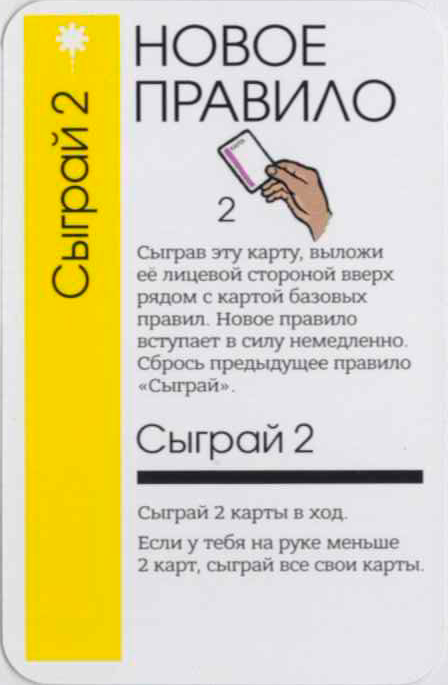 Сыграй 2
НОВОЕ
ПРАВИЛО
КАРТА
2
Сыграв эту карту, выложи
её лицевой стороной вверх
рядом с картой базовых
правил. Новое правило
вступает в силу немедленно.
Сбрось предыдущее правило
«Сыграй».
Сыграй 2
Сыграй 2 карты в ход.
Если у тебя на руке меньше
2 карт, сыграй все свои карты.